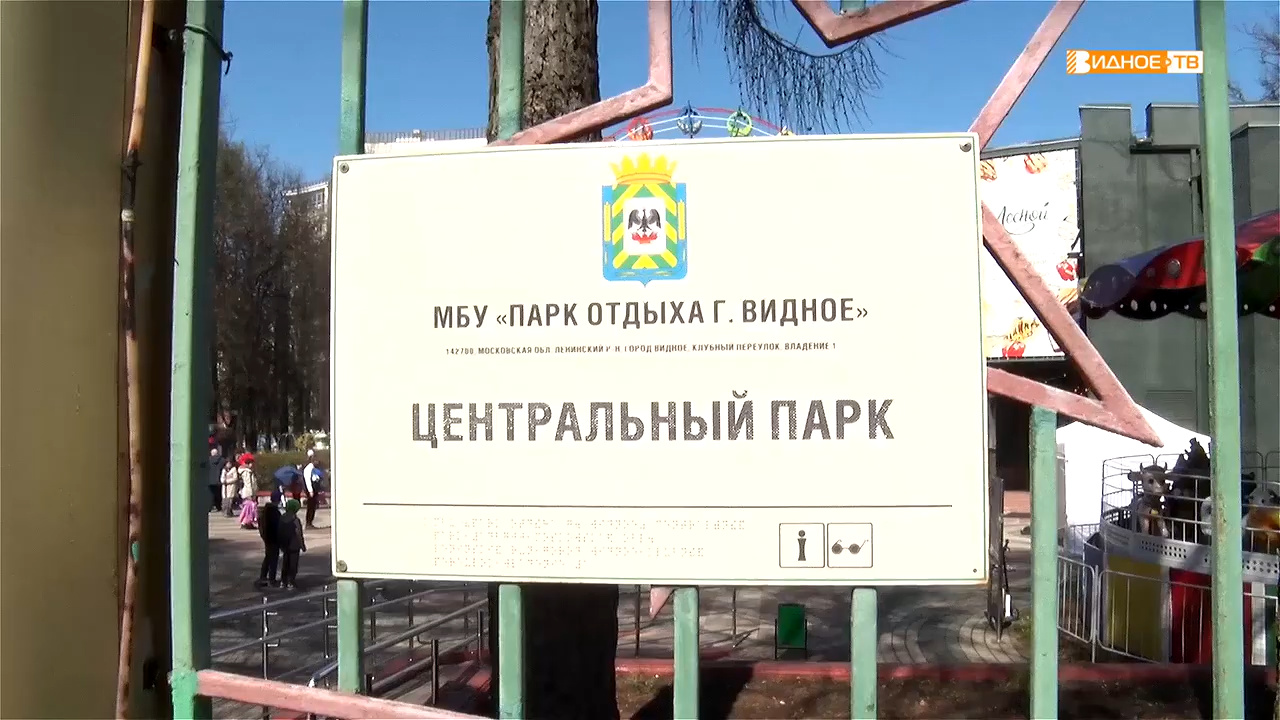 ВИДНОЕ ТВ
Лесной
МБУ «ПАРК ОТДЫХА Г. ВИДНОЕ»
142700, МОСКОВСКАЯ ОБЛ. ЛЕНИНСКИЙ Р-Н. ГОРОД ВИДНОЕ, КЛУБНЫЙ ПЕРЕУЛОК, ВЛАДЕНИЕ 1
ЦЕНТРАЛЬНЫЙ ПАРК